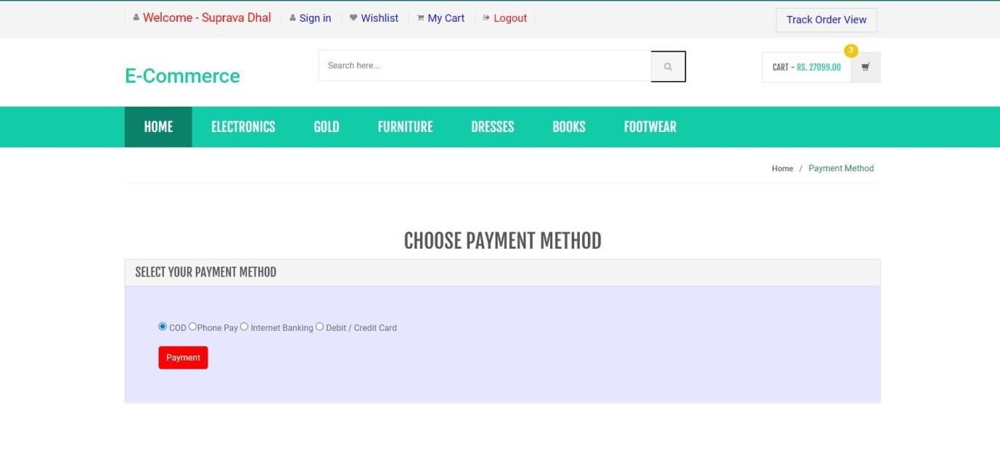 Welcome - Suprava Dhal Sign in Wishlist My Cart Logout Track Order View
E-Commerce
Search here...
3
CART - RS. 27099.00
HOME ELECTRONICS GOLD FURNITURE DRESSES BOOKS FOOTWEAR
Home / Payment Method
CHOOSE PAYMENT METHOD
SELECT YOUR PAYMENT METHOD
COD Phone Pay Internet Banking Debit / Credit Card
Payment